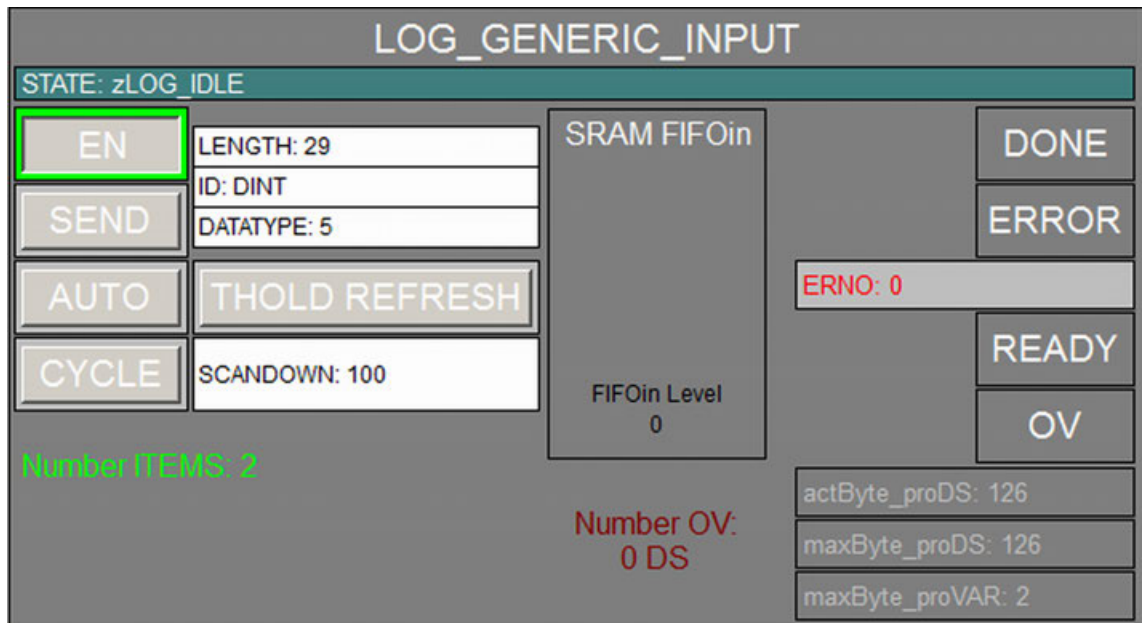 LOG_GENERIC_INPUT
STATE: zLOG_IDLE
EN
LENGTH: 29
ID: DINT
DATATYPE: 5
SEND
AUTO
THOLD REFRESH
CYCLE
SCANDOWN: 100
Number ITEMS: 2
SRAM FIFOin
FIFOin Level
0
Number OV:
0 DS
DONE
ERROR
ERNO: 0
READY
OV
actByte_proDS: 126
maxByte_proDS: 126
maxByte_proVAR: 2